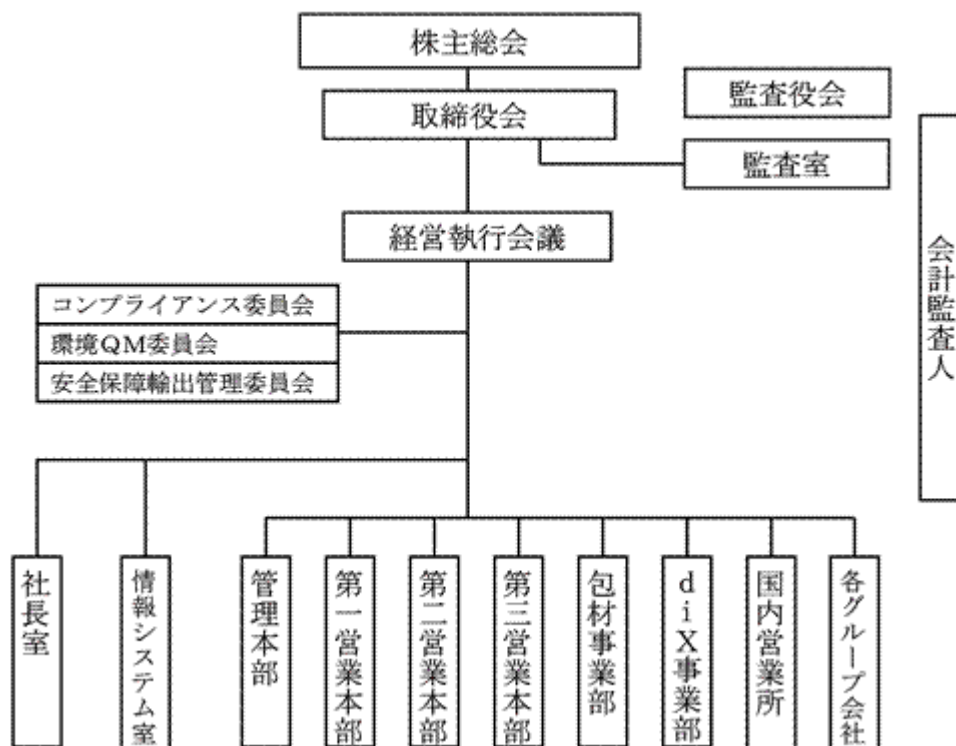 株主総会
取締役会
監査役会
監査室
経営執行会議
会計監査人
コンプライアンス委員会
環境QM委員会
安全保障輸出管理委員会
社長室
情報システム室
管理本部
第一営業本部
第二営業本部
第三営業本部
包材事業部
diX事業部
国内営業所
各グループ会社